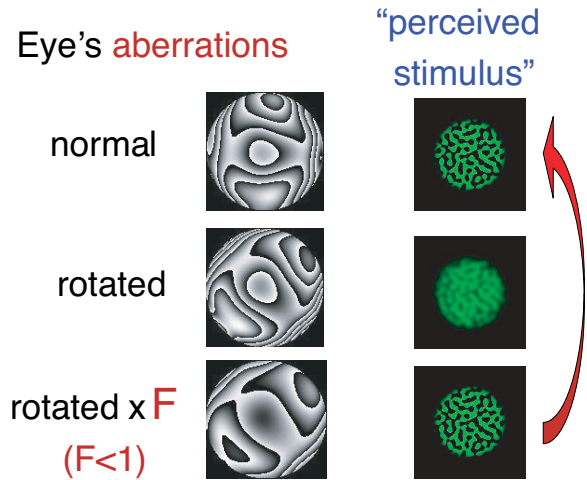 Eye's aberrations
"perceived
stimulus"
normal
rotated
rotated x F
(F<1)